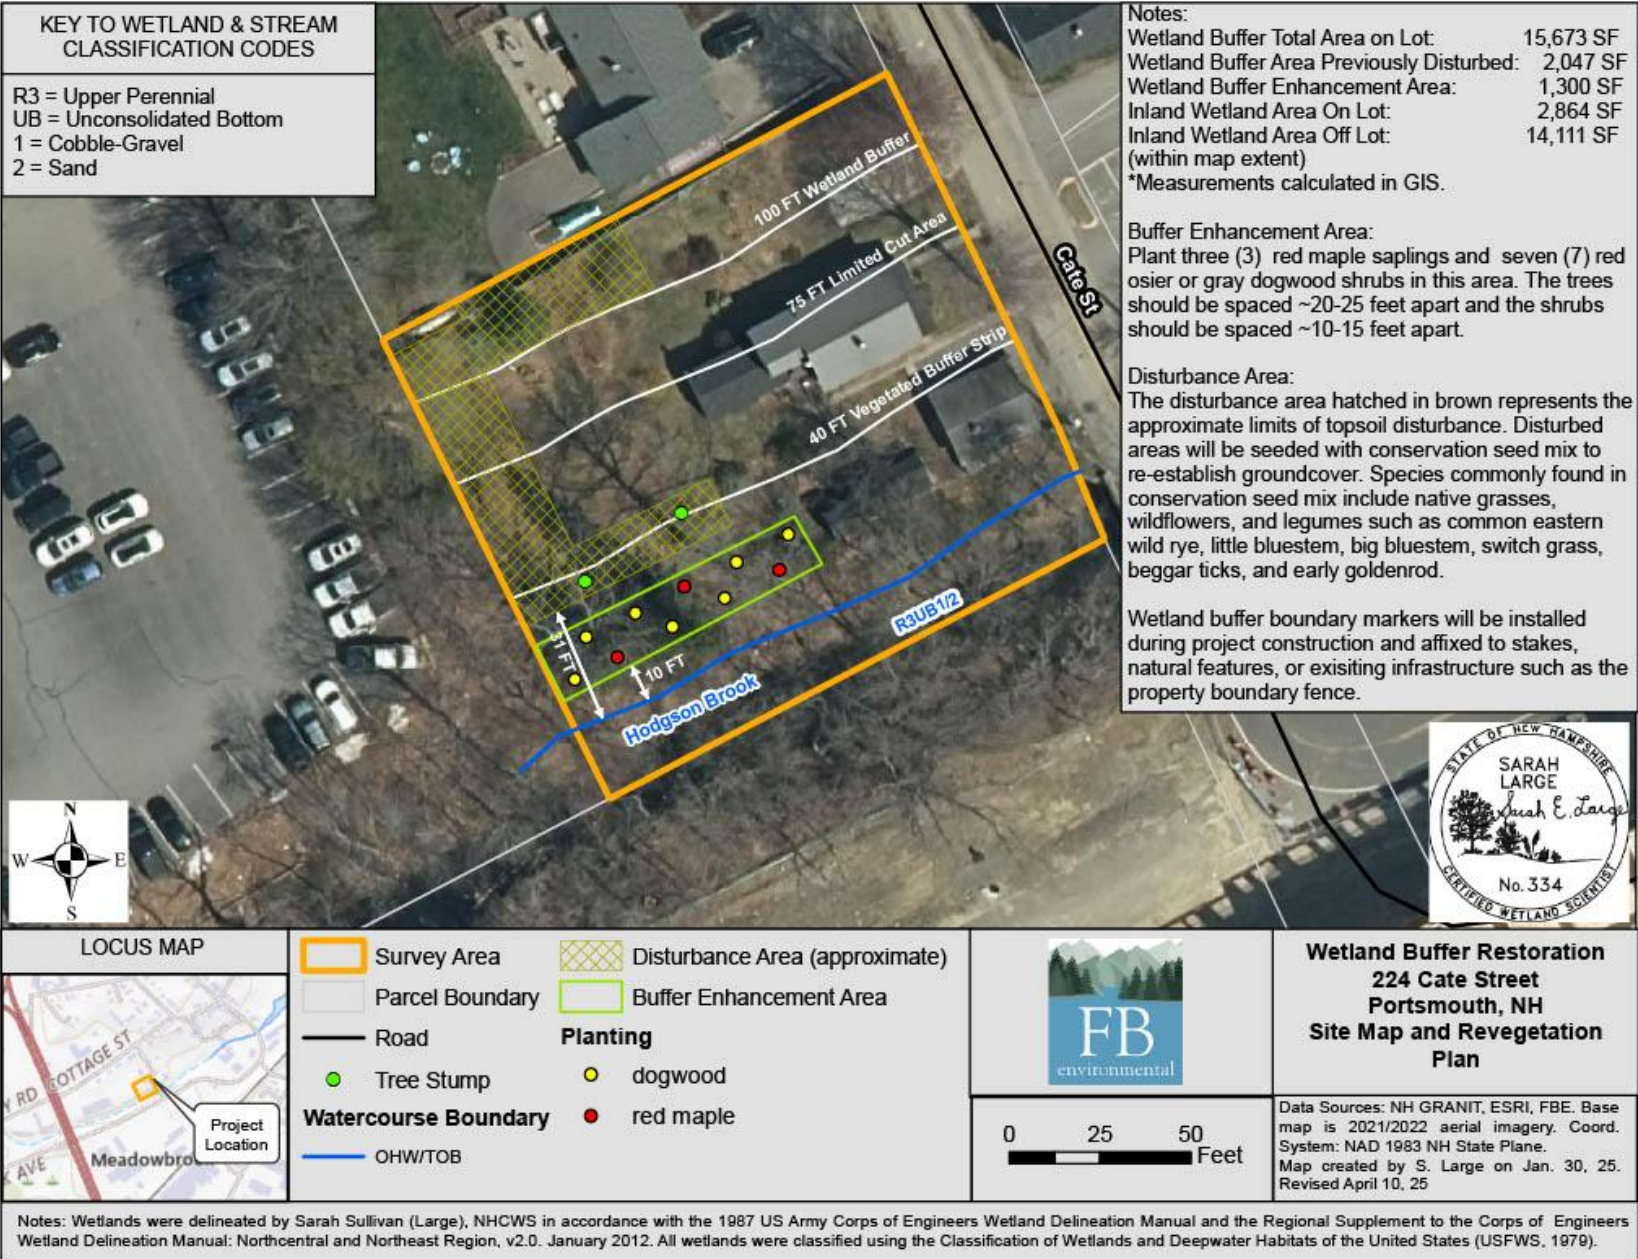 KEY TO WETLAND & STREAM
CLASSIFICATION CODES
R3 = Upper Perennial
UB = Unconsolidated Bottom
1 = Cobble-Gravel
2 = Sand
100 FT Wetland Buffer
75 FT Limited Cut Area
40 FT Vegetated Buffer Strip
Cate St
31 FT
10 FT
R3UB1/2
Hodgson Brook
N
W E
S
Notes:
Wetland Buffer Total Area on Lot: 15,673 SF
Wetland Buffer Area Previously Disturbed: 2,047 SF
Wetland Buffer Enhancement Area: 1,300 SF
Inland Wetland Area On Lot: 2,864 SF
Inland Wetland Area Off Lot: 14,111 SF
(within map extent)
*Measurements calculated in GIS.
Buffer Enhancement Area:
Plant three (3) red maple saplings and seven (7) red
osier or gray dogwood shrubs in this area. The trees
should be spaced ~20-25 feet apart and the shrubs
should be spaced ~10-15 feet apart.
Disturbance Area:
The disturbance area hatched in brown represents the
approximate limits of topsoil disturbance. Disturbed
areas will be seeded with conservation seed mix to
re-establish groundcover. Species commonly found in
conservation seed mix include native grasses,
wildflowers, and legumes such as common eastern
wild rye, little bluestem, big bluestem, switch grass,
beggar ticks, and early goldenrod.
Wetland buffer boundary markers will be installed
during project construction and affixed to stakes,
natural features, or exisiting infrastructure such as the
property boundary fence.
STATE OF NEW HAMPSHIRE
SARAH
LARGE
Sarah E. Large
No. 334
CERTIFIED WETLAND SCIENTIST
LOCUS MAP
COTTAGE ST
Y RD
K AVE
Meadowbro
Project
Location
Survey Area
Parcel Boundary
Road
Tree Stump
Watercourse Boundary
OHW/TOB
Disturbance Area (approximate)
Buffer Enhancement Area
Planting
dogwood
red maple
FB
environmental
0 25 50
Feet
Wetland Buffer Restoration
224 Cate Street
Portsmouth, NH
Site Map and Revegetation
Plan
Data Sources: NH GRANIT, ESRI, FBE. Base
map is 2021/2022 aerial imagery. Coord.
System: NAD 1983 NH State Plane.
Map created by S. Large on Jan. 30, 25.
Revised April 10, 25
Notes: Wetlands were delineated by Sarah Sullivan (Large), NHCWS in accordance with the 1987 US Army Corps of Engineers Wetland Delineation Manual and the Regional Supplement to the Corps of Engineers
Wetland Delineation Manual: Northcentral and Northeast Region, v2.0. January 2012. All wetlands were classified using the Classification of Wetlands and Deepwater Habitats of the United States (USFWS, 1979).